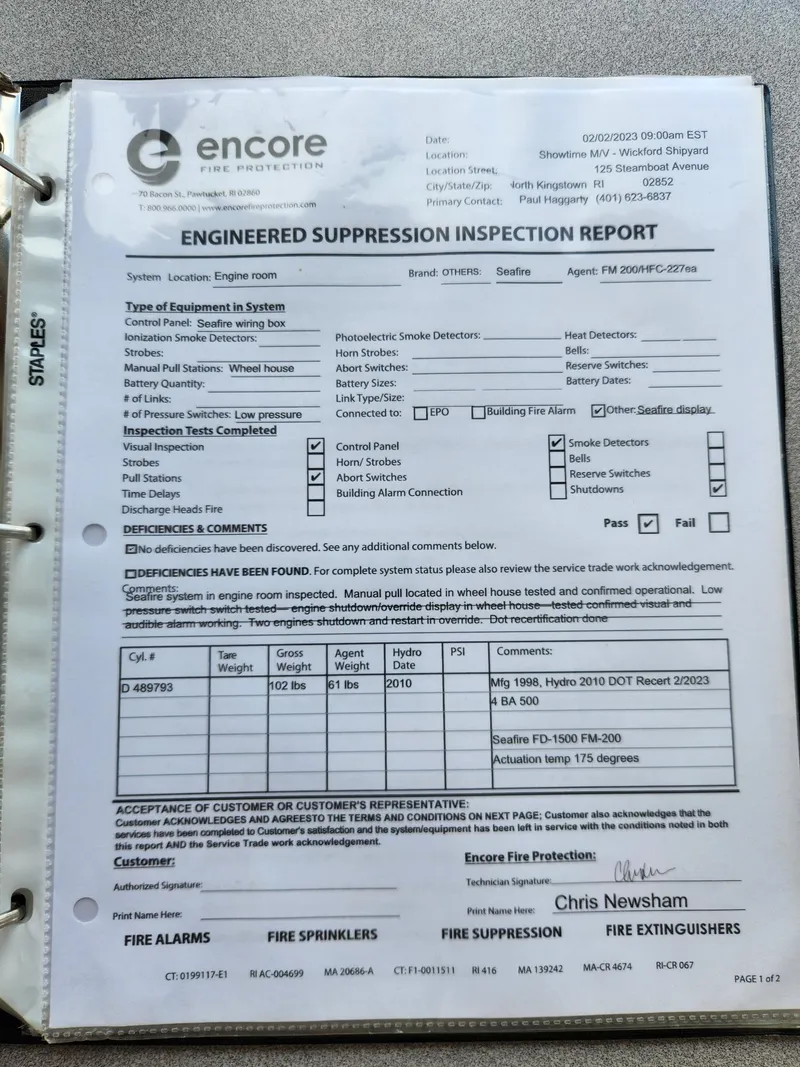 encore
FIRE PROTECTION
70 Bacon St., Pawtucket, RI 02860
T: 800.966.0000 | www.encorefireprotection.com
Date: 02/02/2023 09:00am EST
Location: Showtime M/V - Wickford Shipyard
Location Street, 125 Steamboat Avenue
City/State/Zip: North Kingstown RI 02852
Primary Contact: Paul Haggarty (401) 623-6837
ENGINEERED SUPPRESSION INSPECTION REPORT
System Location: Engine room Brand: OTHERS: Seafire Agent: FM 200/HFC-227ea
STAPLES®
Type of Equipment in System
Control Panel: Seafire wiring box
Ionization Smoke Detectors: Photoelectric Smoke Detectors: Heat Detectors:
Strobes: Horn Strobes: Bells:
Manual Pull Stations: Wheel house Abort Switches: Reserve Switches:
Battery Quantity: Battery Sizes: Battery Dates:
# of Links: Link Type/Size:
# of Pressure Switches: Low pressure Connected to: EPO Building Fire Alarm ✓ Other: Seafire display
Inspection Tests Completed
Visual Inspection ✓ Control Panel ✓ Smoke Detectors
Strobes Horn/ Strobes Bells
Pull Stations ✓ Abort Switches Reserve Switches
Time Delays Building Alarm Connection Shutdowns ✓
Discharge Heads Fire
DEFICIENCIES & COMMENTS Pass ✓ Fail
No deficiencies have been discovered. See any additional comments below.
DEFICIENCIES HAVE BEEN FOUND. For complete system status please also review the service trade work acknowledgement.
Comments:
Seafire system in engine room inspected. Manual pull located in wheel house tested and confirmed operational. Low
pressure switch switch tested— engine shutdown/override display in wheel house—tested confirmed visual and
audible alarm working. Two engines shutdown and restart in override. Dot recertification done
Cyl. # Tare Weight Gross Weight Agent Weight Hydro Date PSI Comments:
D 489793 102 lbs 61 lbs 2010 Mfg 1998, Hydro 2010 DOT Recert 2/2023
4 BA 500
Seafire FD-1500 FM-200
Actuation temp 175 degrees
ACCEPTANCE OF CUSTOMER OR CUSTOMER'S REPRESENTATIVE:
Customer ACKNOWLEDGES AND AGREESTO THE TERMS AND CONDITIONS ON NEXT PAGE; Customer also acknowledges that the
services have been completed to Customer's satisfaction and the system/equipment has been left in service with the conditions noted in both
this report AND the Service Trade work acknowledgement.
Customer: Encore Fire Protection:
Authorized Signature: Technician Signature:
Print Name Here: Print Name Here: Chris Newsham
FIRE ALARMS FIRE SPRINKLERS FIRE SUPPRESSION FIRE EXTINGUISHERS
CT: 0199117-E1 RI AC-004699 MA 20686-A CT: F1-0011511 RI 416 MA 139242 MA-CR 4674 RI-CR 067
PAGE 1 of 2